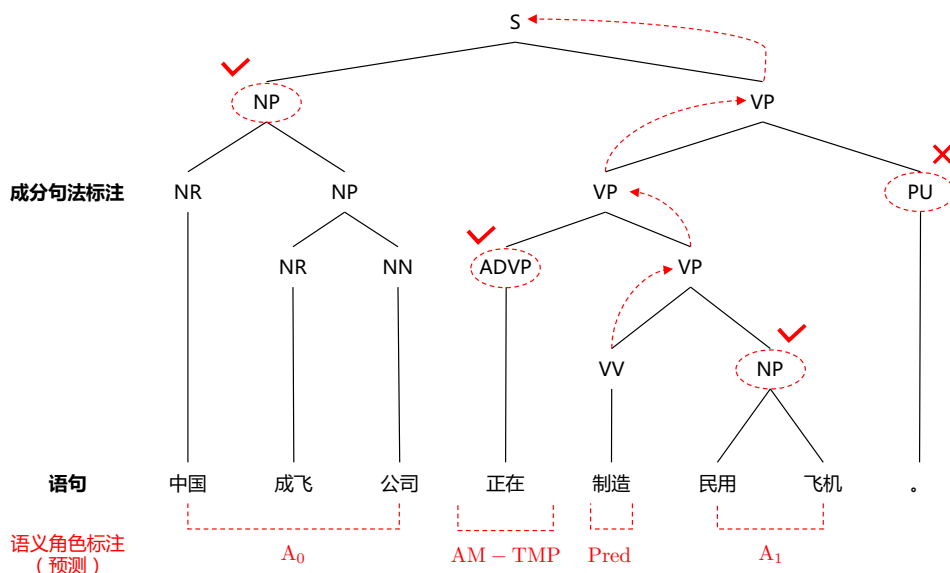 S
NP VP
成分句法标注 NR NP VP PU
NR NN ADVP VP
VV NP
语句 中国 成飞 公司 正在 制造 民用 飞机 。
语义角色标注
（预测） A₀ AM − TMP Pred A₁